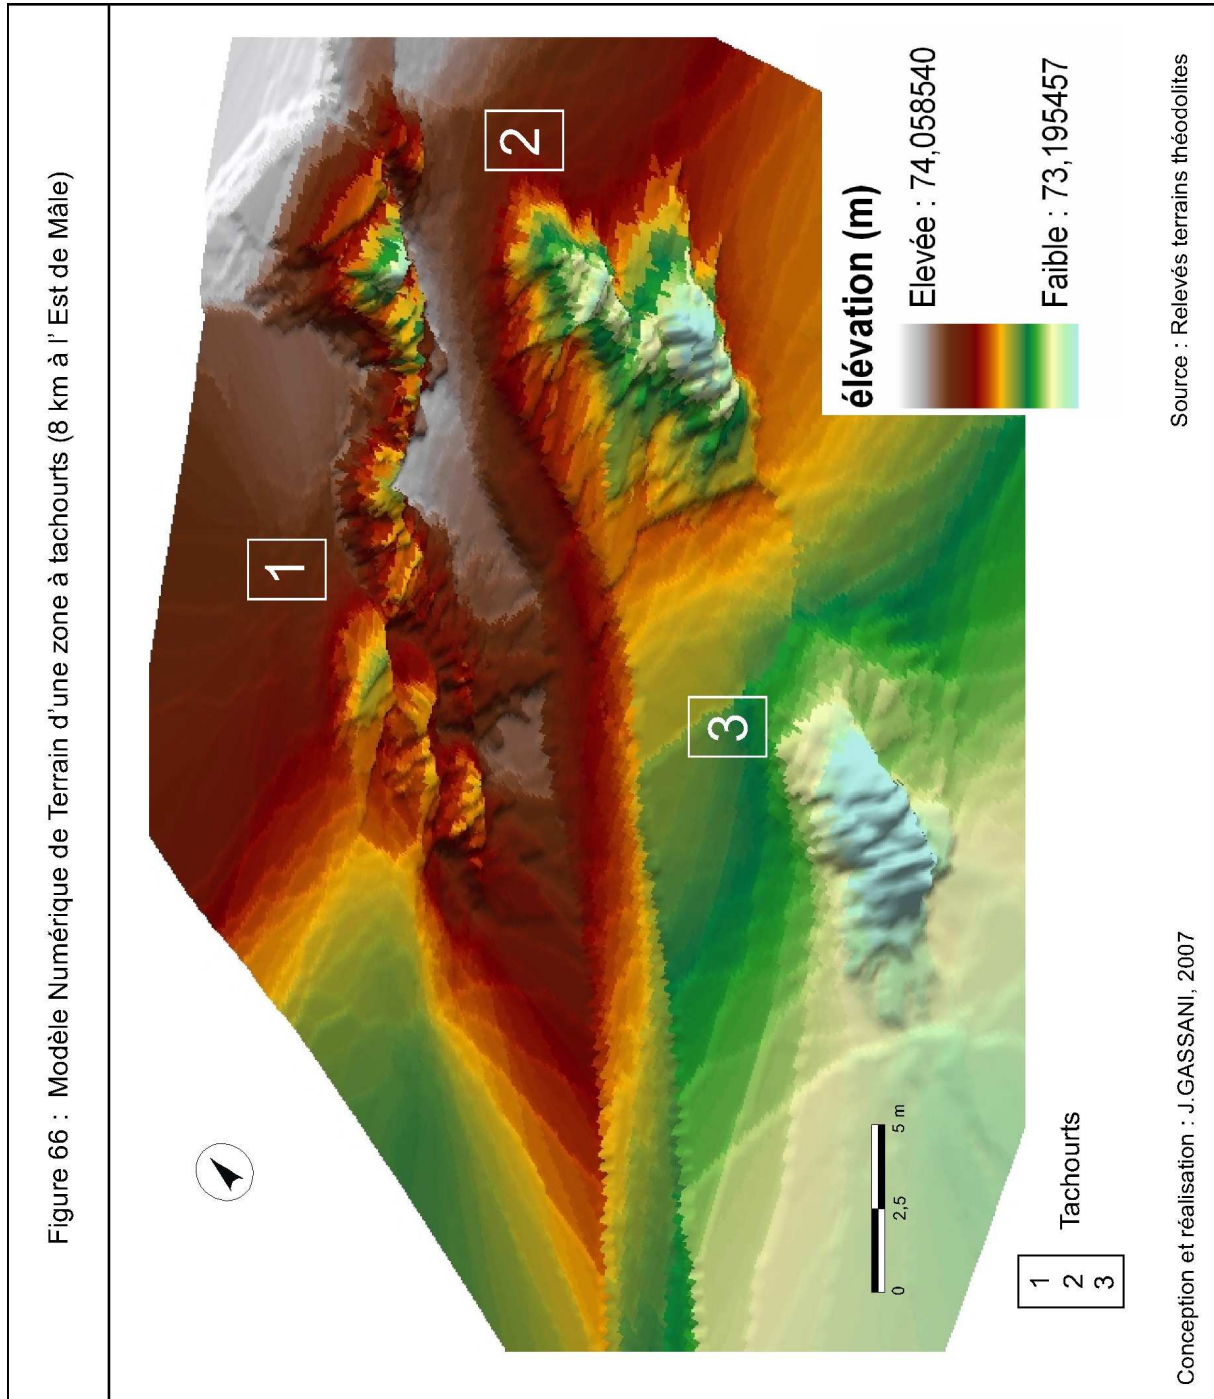 Figure 66 : Modèle Numérique de Terrain d'une zone à tachourts (8 km à l' Est de Mâle)
1
2
3
élévation (m)
Elevée : 74,058540
Faible : 73,195457
0 2,5 5 m
1
2
3
Tachourts
Conception et réalisation : J.GASSANI, 2007
Source : Relevés terrains théodolites